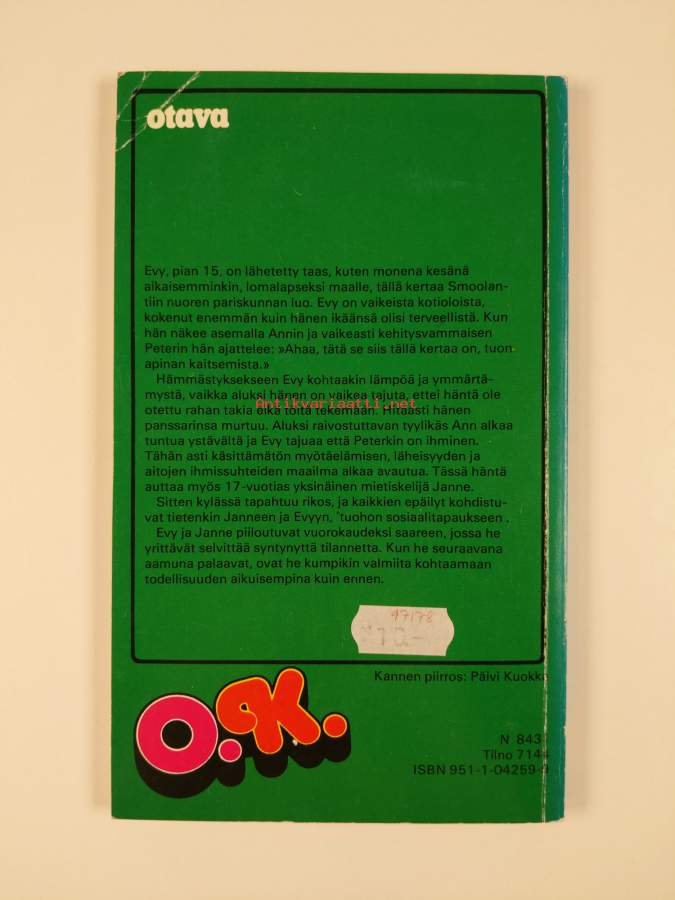 otava
Evy, pian 15, on lähetetty taas, kuten monena kesänä
aikaisemminkin, lomalapseksi maalle, tällä kertaa Smoolan-
tiin nuoren pariskunnan luo. Evy on vaikeista kotioloista,
kokenut enemmän kuin hänen ikäänsä olisi terveellistä. Kun
hän näkee asemalla Annin ja vaikeasti kehitysvammaisen
Peterin hän ajattelee: »Ahaa, tätä se siis tällä kertaa on, tuon
apinan kaitsemista.»
Hämmästyksekseen Evy kohtaakin lämpöä ja ymmärtä-
mystä, vaikka aluksi hänen on vaikea tajuta, ettei häntä ole
otettu rahan takia eikä töitä tekemään. Hitaasti hänen
Antikvariaatti.net
panssarinsa murtuu. Aluksi raivostuttavan tyylikäs Ann alkaa
tuntua ystävältä ja Evy tajuaa että Peterkin on ihminen.
Tähän asti käsittämätön myötäelämisen, läheisyyden ja
aitojen ihmissuhteiden maailma alkaa avautua. Tässä häntä
auttaa myös 17-vuotias yksinäinen mietiskelijä Janne.
Sitten kylässä tapahtuu rikos, ja kaikkien epäilyt kohdistu-
vat tietenkin Janneen ja Evyyn, 'tuohon sosiaalitapaukseen'.
Evy ja Janne piiloutuvat vuorokaudeksi saareen, jossa he
yrittävät selvittää syntynyttä tilannetta. Kun he seuraavana
aamuna palaavat, ovat he kumpikin valmiita kohtaamaan
todellisuuden aikuisempina kuin ennen.
97178
10.-
Kannen piirros: Päivi Kuokka
O.K.
N 843
Tilno 7144
ISBN 951-1-04259-9